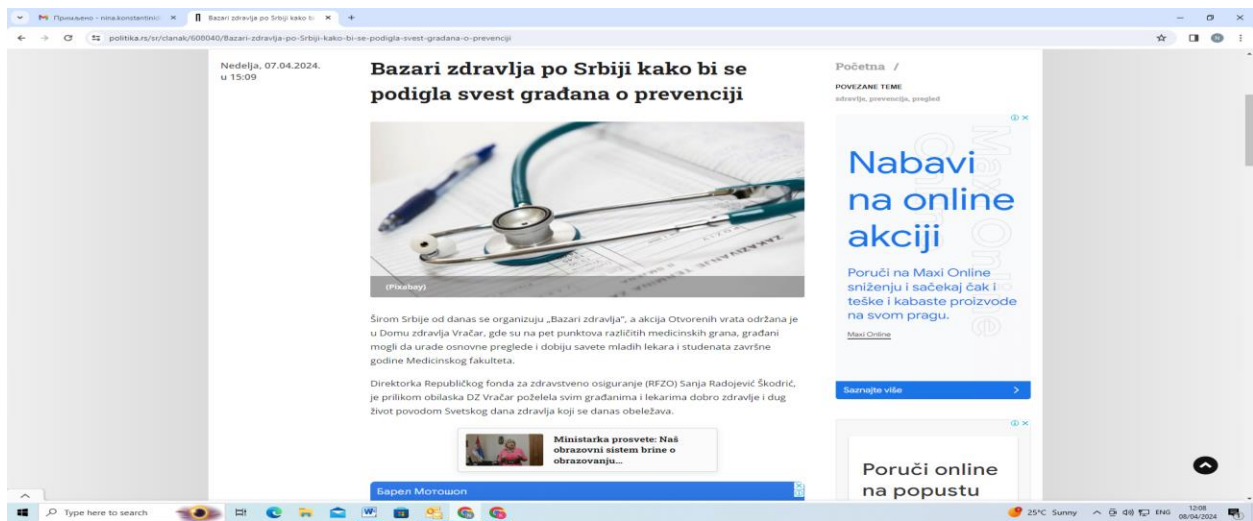 Примљено - nina.konstantinić
Bazari zdravlja po Srbiji kako bi
politika.rs/sr/clanak/608040/Bazari-zdravlja-po-Srbiji-kako-bi-se-podigla-svest-gradana-o-prevenciji
Nedelja, 07.04.2024.
u 15:09
Bazari zdravlja po Srbiji kako bi se
podigla svest građana o prevenciji
(Pixabay)
ZAKAZIVANJE
Širom Srbije od danas se organizuju „Bazari zdravlja“, a akcija Otvorenih vrata održana je
u Domu zdravlja Vračar, gde su na pet punktova različitih medicinskih grana, građani
mogli da urade osnovne preglede i dobiju savete mladih lekara i studenata završne
godine Medicinskog fakulteta.
Direktorka Republičkog fonda za zdravstveno osiguranje (RFZO) Sanja Radojević Škodrić,
je prilikom obilaska DZ Vračar poželela svim građanima i lekarima dobro zdravlje i dug
život povodom Svetskog dana zdravlja koji se danas obeležava.
Ministarka prosvete: Naš
obrazovni sistem brine o
obrazovanju...
Барел Мотошоп
Početna /
POVEZANE TEME
zdravlje, prevencija, pregled
Nabavi
na online
akciji
Poruči na Maxi Online
sniženju i sačekaj čak i
teške i kabaste proizvode
na svom pragu.
Maxi Online
Saznajte više
Poruči online
na popustu
Type here to search
25°C Sunny
ENG
12:08
08/04/2024